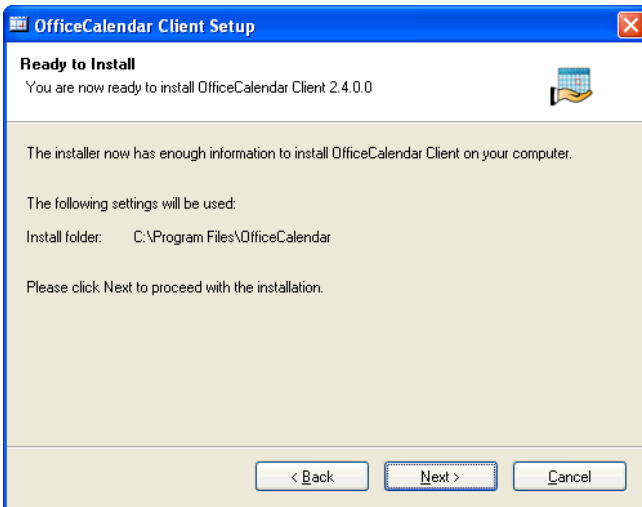 OfficeCalendar Client Setup
Ready to Install
You are now ready to install OfficeCalendar Client 2.4.0.0
The installer now has enough information to install OfficeCalendar Client on your computer.
The following settings will be used:
Install folder: C:\Program Files\OfficeCalendar
Please click Next to proceed with the installation.
< Back Next > Cancel